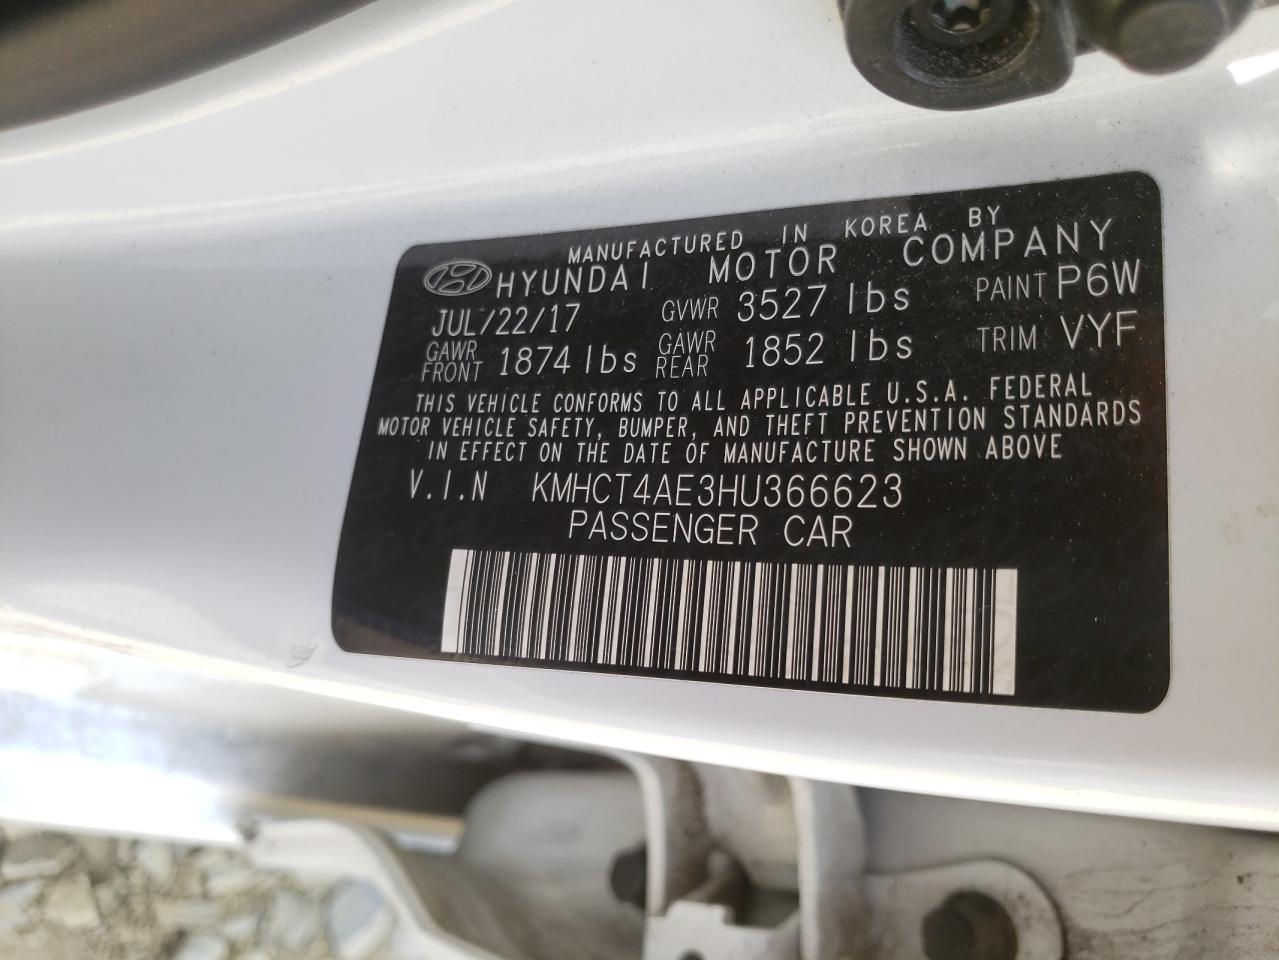 MANUFACTURED IN KOREA BY
HYUNDAI MOTOR COMPANY
JUL/22/17 GVWR 3527 lbs PAINT P6W
GAWR FRONT 1874 lbs GAWR REAR 1852 lbs TRIM VYF
THIS VEHICLE CONFORMS TO ALL APPLICABLE U.S.A. FEDERAL
MOTOR VEHICLE SAFETY, BUMPER, AND THEFT PREVENTION STANDARDS
IN EFFECT ON THE DATE OF MANUFACTURE SHOWN ABOVE
V.I.N KMHCT4AE3HU366623
PASSENGER CAR